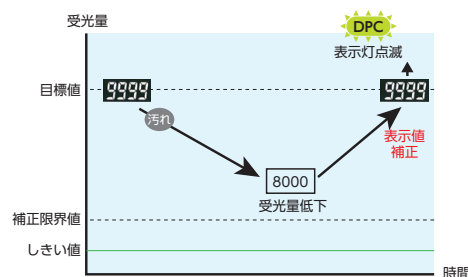 受光量
DPC
表示灯点滅
目標値
9999
9999
汚れ
表示値
補正
8000
受光量低下
補正限界値
しきい値
時間